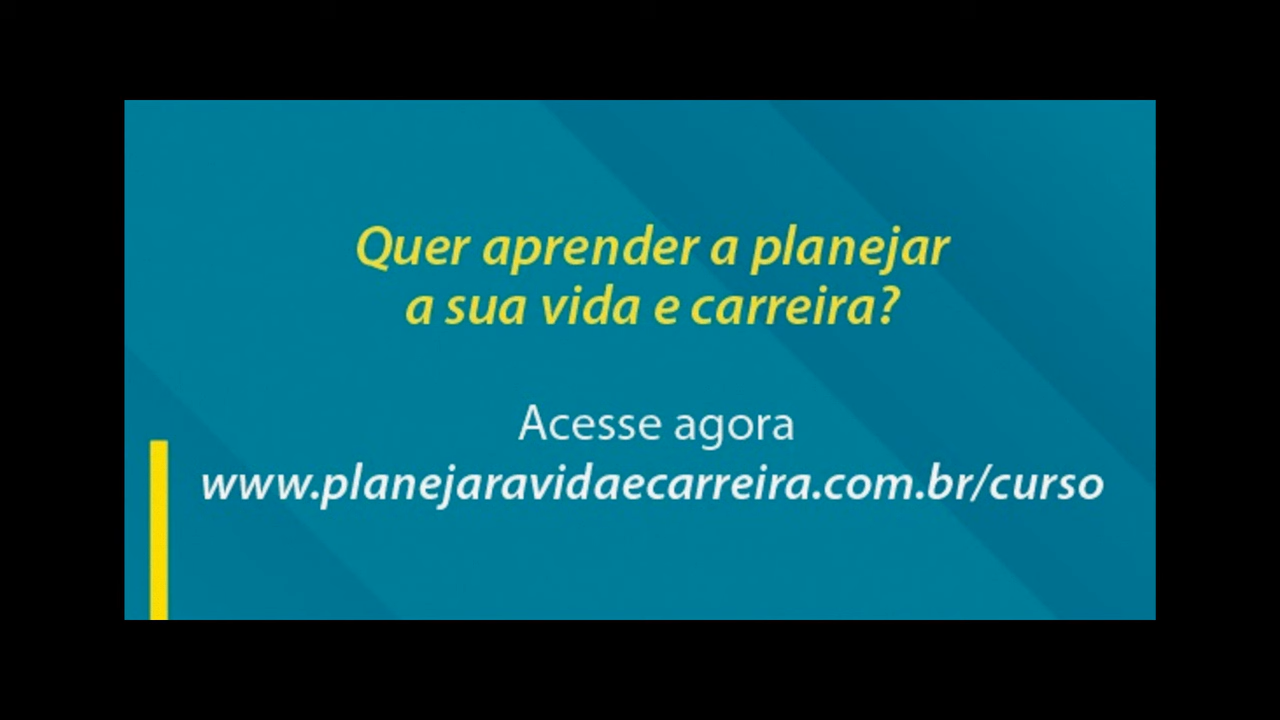 Quer aprender a planejar
a sua vida e carreira?
Acesse agora
www.planejaravidaecarreira.com.br/curso